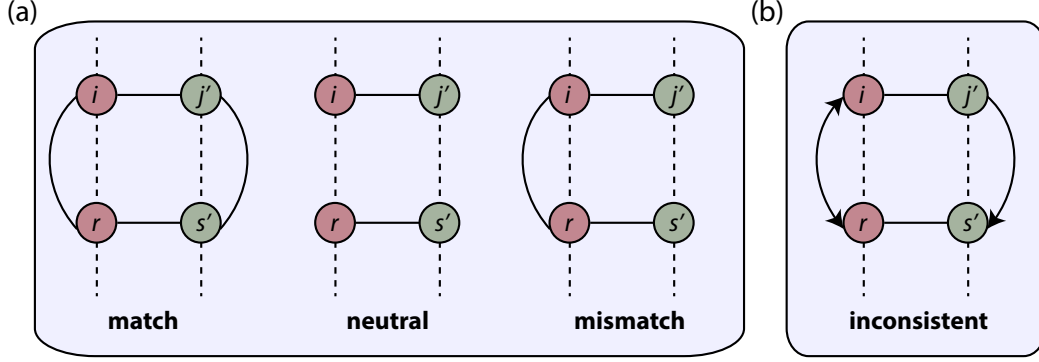 (a) (b)
i j′ i j′ i j′ i j′
r s′ r s′ r s′ r s′
match neutral mismatch inconsistent